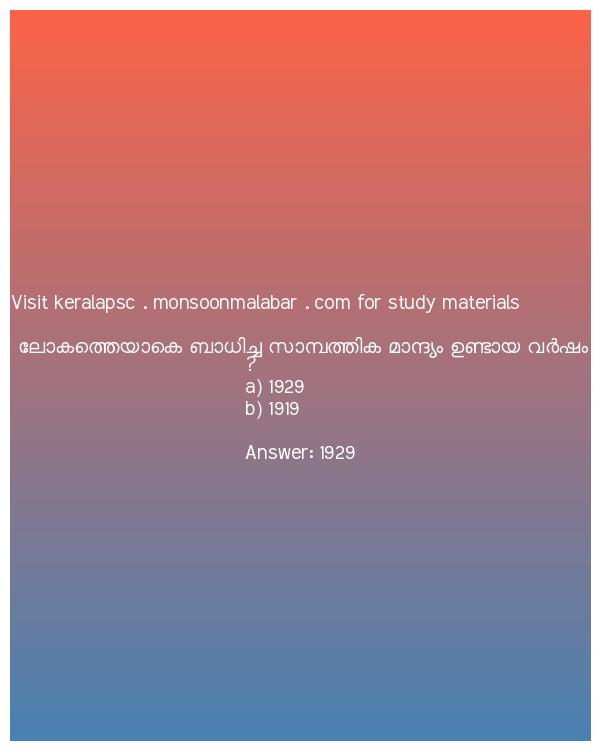 Visit keralapsc . monsoonmalabar . com for study materials
ലോകത്തെയാകെ ബാധിച്ച സാമ്പത്തിക മാന്ദ്യം ഉണ്ടായ വർഷം
?
a) 1929
b) 1919
Answer: 1929